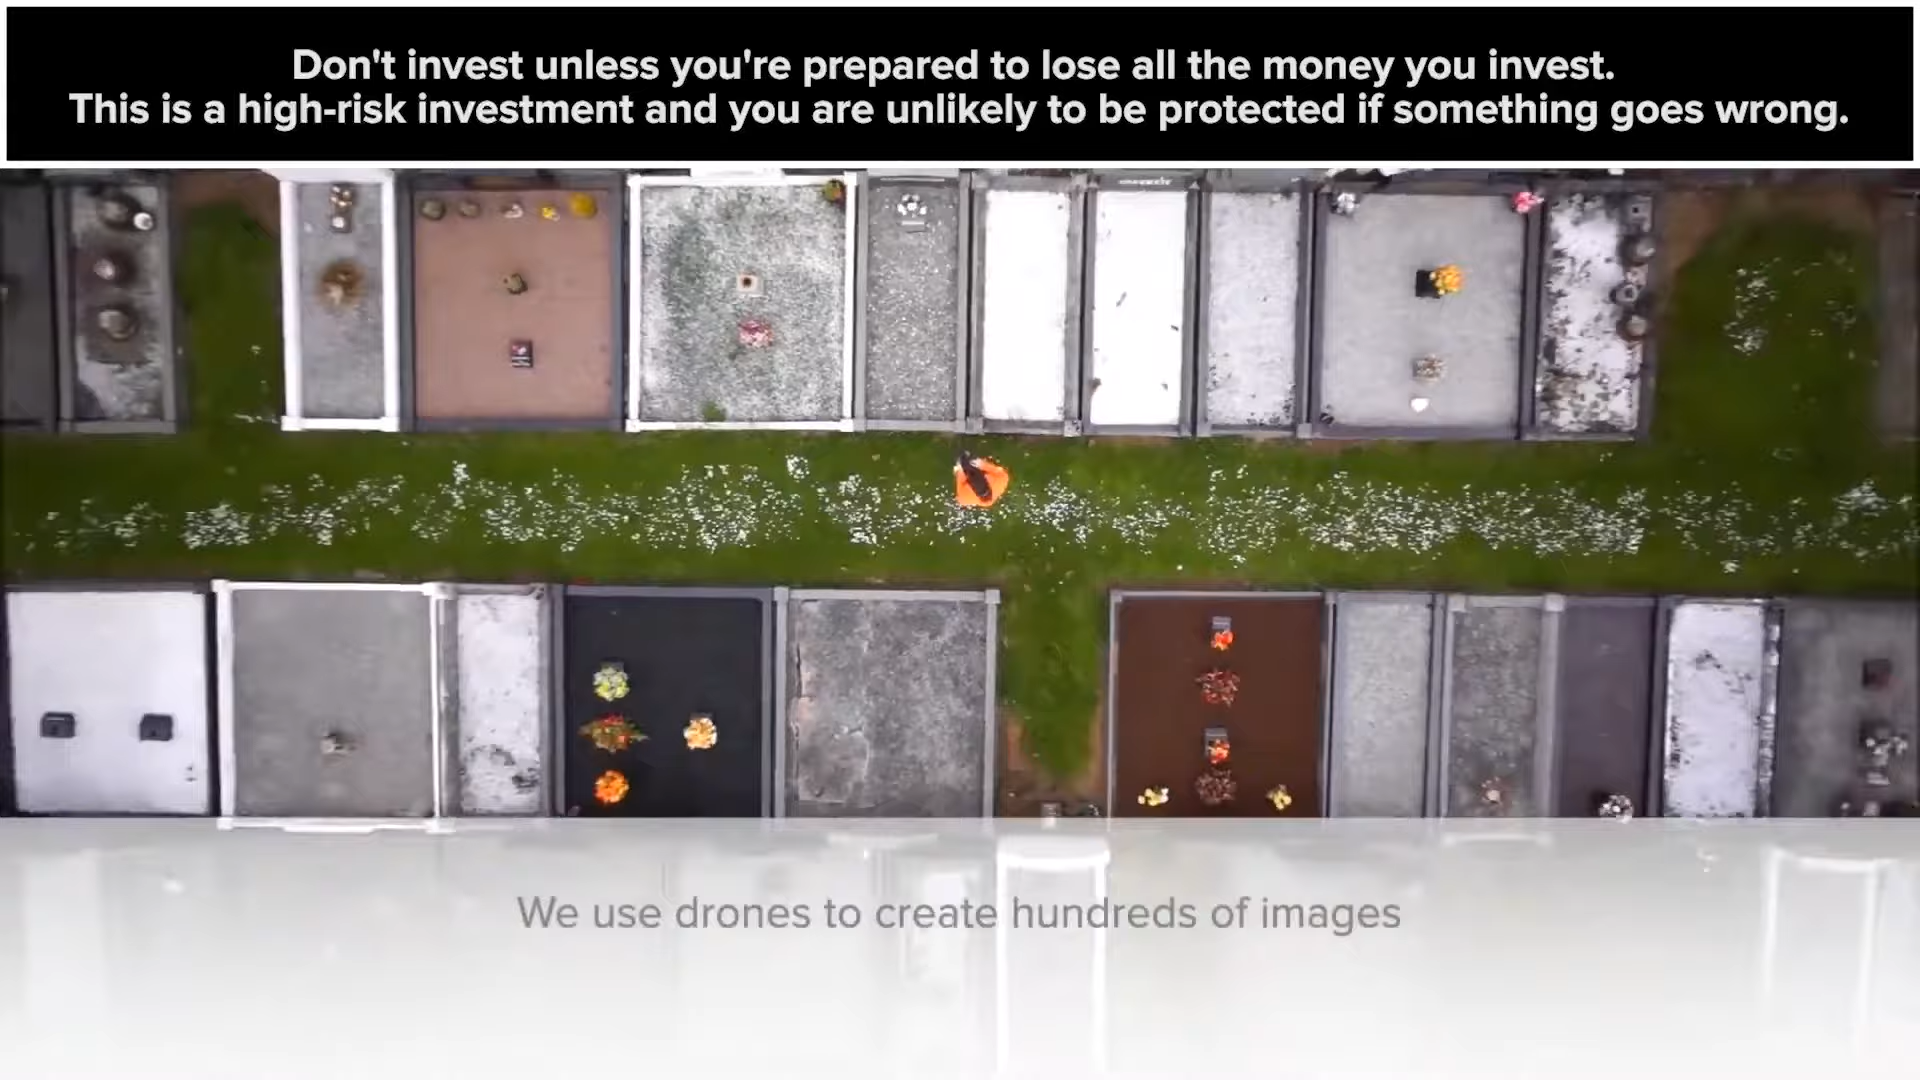 Don't invest unless you're prepared to lose all the money you invest.
This is a high-risk investment and you are unlikely to be protected if something goes wrong.
We use drones to create hundreds of images